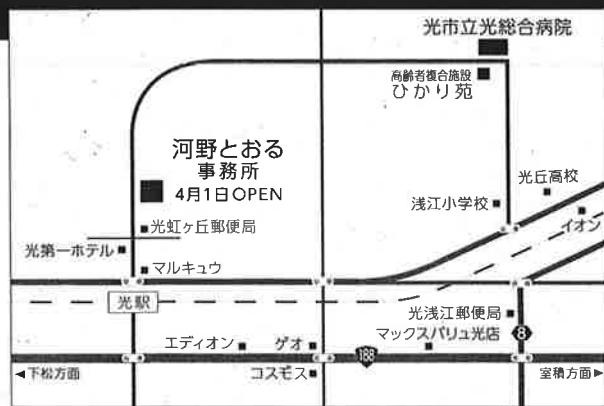 光市立光総合病院
高齢者複合施設
ひかり苑
河野とおる
事務所
4月1日OPEN
光丘高校
浅江小学校
イオン
光虹ヶ丘郵便局
光第一ホテル
マルキュウ
光駅
光浅江郵便局
エディオン
ゲオ
マックスバリュ光店
8
188
◀下松方面
コスモス
室積方面▶